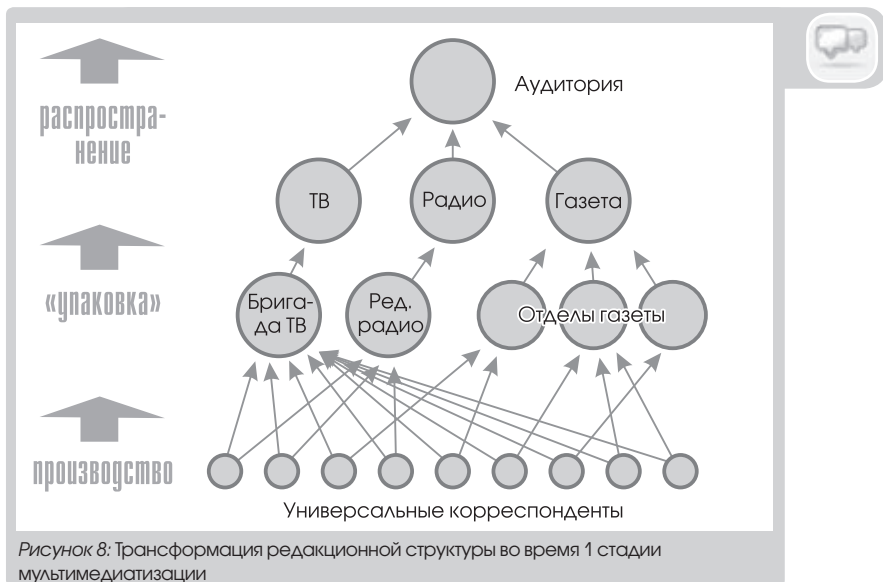 Аудитория
распростра-
нение
ТВ
Радио
Газета
«упаковка»
Брига-
да ТВ
Ред.
радио
Отделы газеты
производство
Универсальные корреспонденты
Рисунок 8: Трансформация редакционной структуры во время 1 стадии
мультимедиатизации